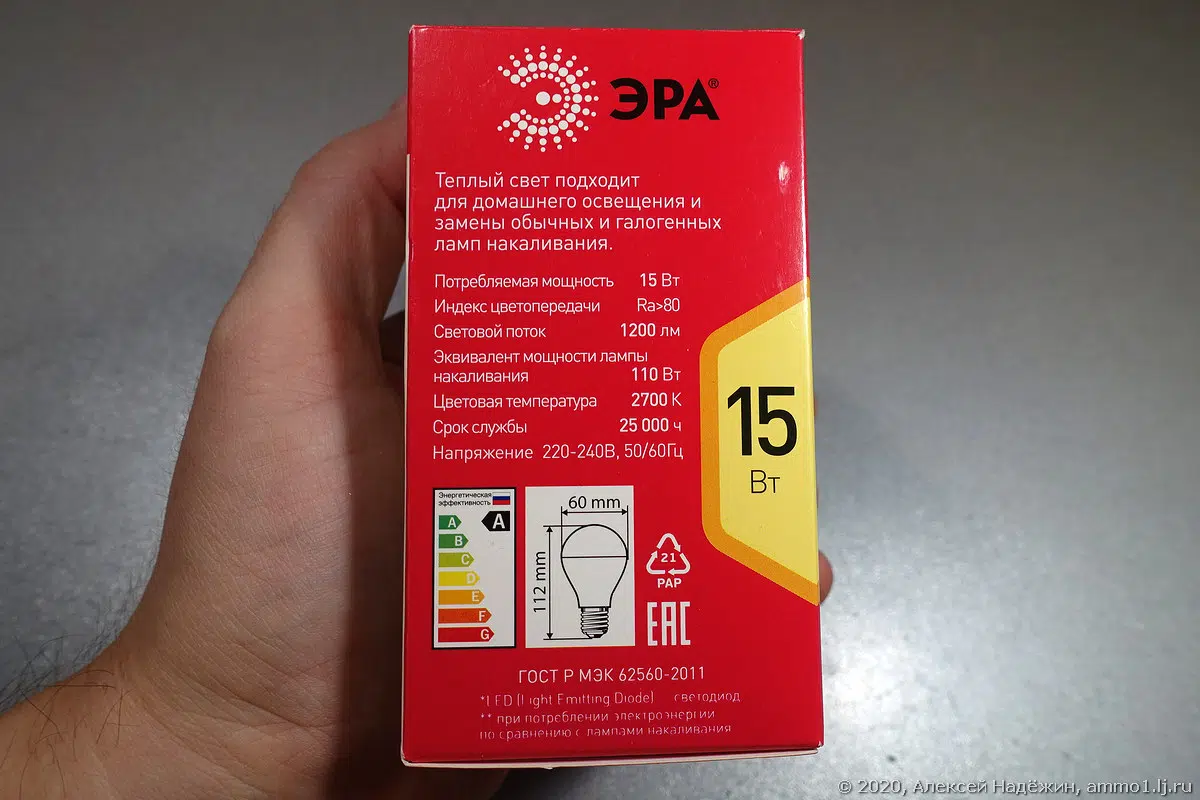 ЭРА®
Теплый свет подходит
для домашнего освещения и
замены обычных и галогенных
ламп накаливания.
Потребляемая мощность 15 Вт
Индекс цветопередачи Ra>80
Световой поток 1200 лм
Эквивалент мощности лампы
накаливания 110 Вт
Цветовая температура 2700 К
Срок службы 25 000 ч
Напряжение 220-240В, 50/60Гц
15
Вт
Энергетическая
эффективность
A A
B
C
D
E
F
G
60 mm
112 mm
21
PAP
EAC
ГОСТ Р МЭК 62560-2011
*LED (Light Emitting Diode) светодиод
** при потреблении электроэнергии
по сравнению с лампами накаливания
© 2020, Алексей Надёжин, ammo1.lj.ru